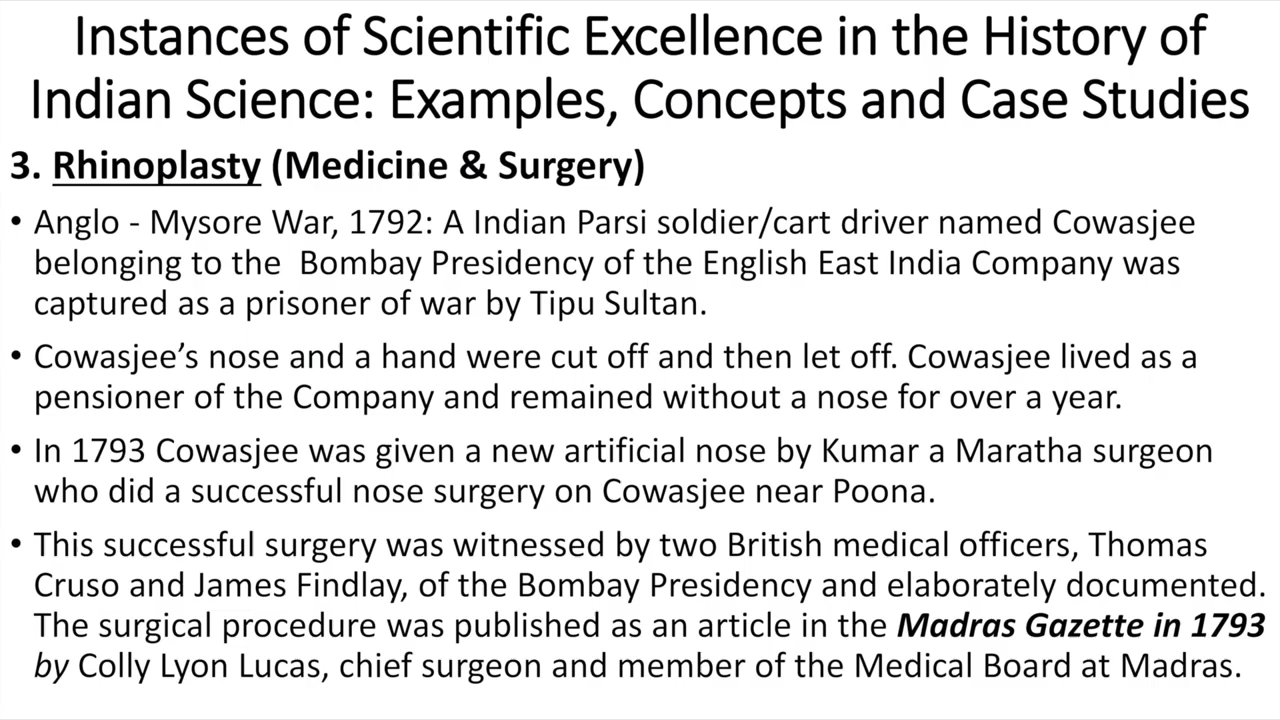 Instances of Scientific Excellence in the History of
Indian Science: Examples, Concepts and Case Studies
3. Rhinoplasty (Medicine & Surgery)
• Anglo - Mysore War, 1792: A Indian Parsi soldier/cart driver named Cowasjee
belonging to the  Bombay Presidency of the English East India Company was
captured as a prisoner of war by Tipu Sultan.
• Cowasjee’s nose and a hand were cut off and then let off. Cowasjee lived as a
pensioner of the Company and remained without a nose for over a year.
• In 1793 Cowasjee was given a new artificial nose by Kumar a Maratha surgeon
who did a successful nose surgery on Cowasjee near Poona.
• This successful surgery was witnessed by two British medical officers, Thomas
Cruso and James Findlay, of the Bombay Presidency and elaborately documented.
The surgical procedure was published as an article in the Madras Gazette in 1793
by Colly Lyon Lucas, chief surgeon and member of the Medical Board at Madras.